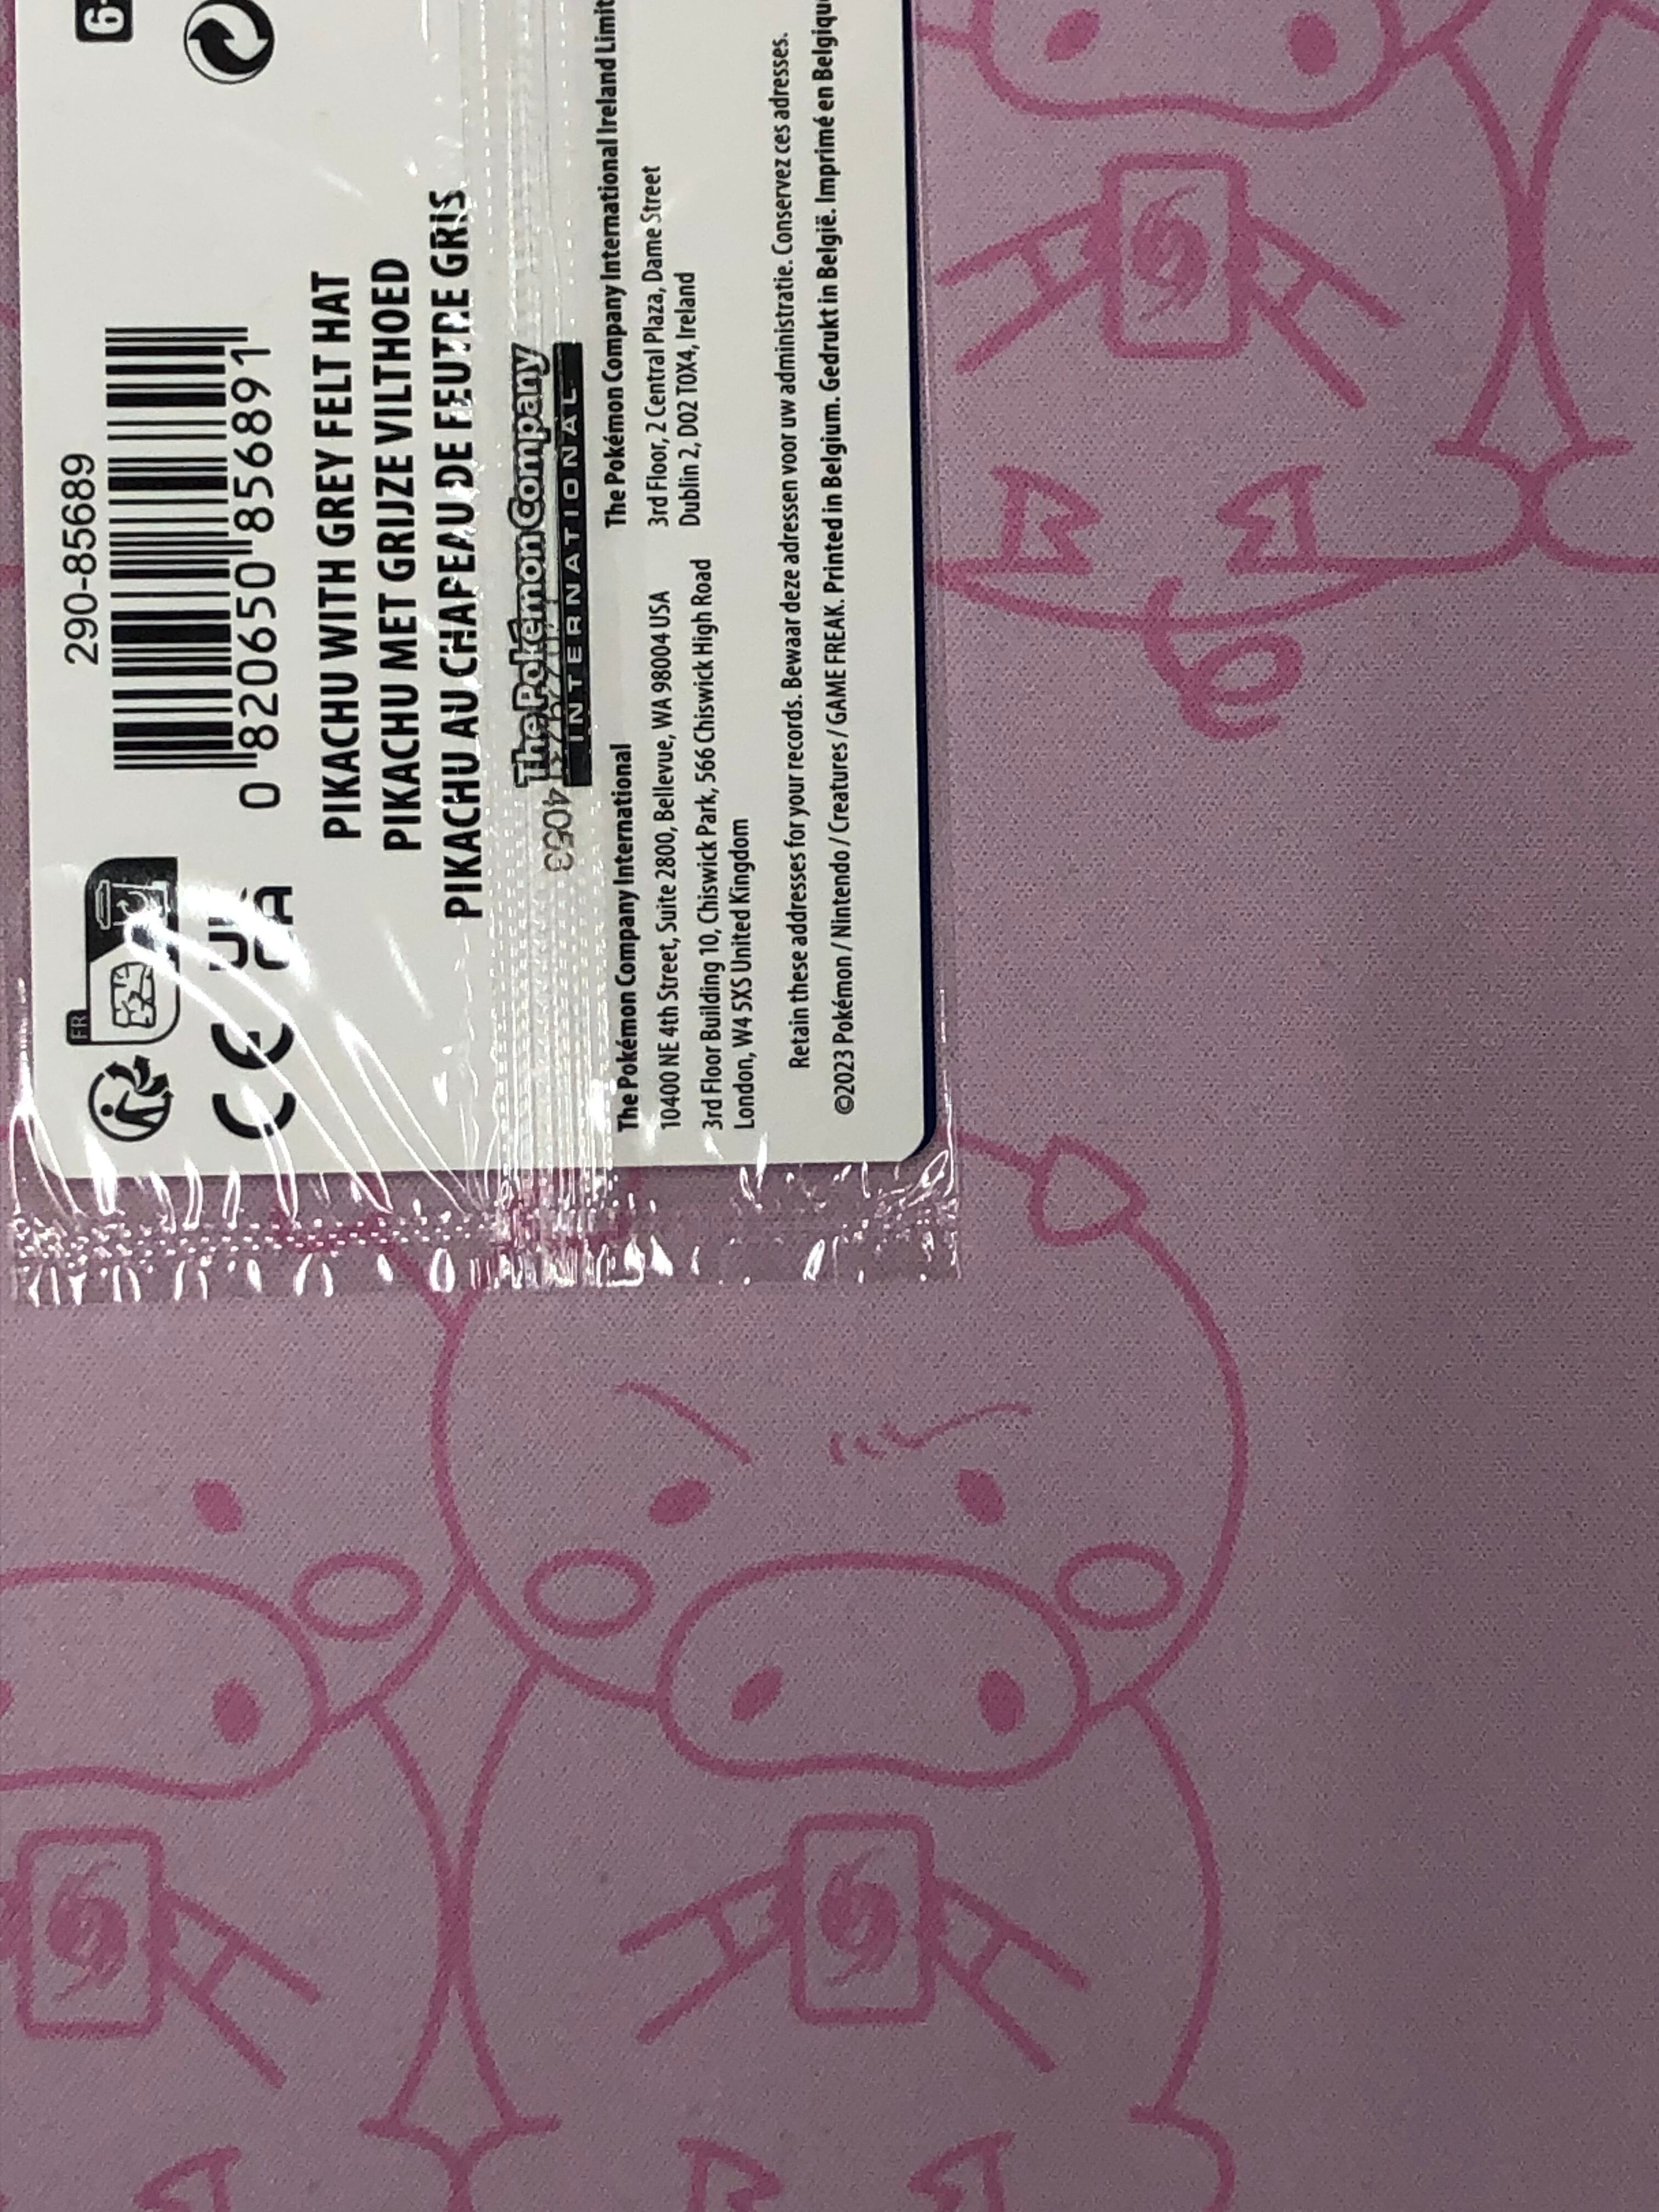 6+
FR
290-85689
0 820650 856891
CE
PIKACHU WITH GREY FELT HAT
PIKACHU MET GRIJZE VILTHOED
PIKACHU AU CHAPEAU DE FEUTRE GRIS
The Pokémon Company
INTERNATIONAL
The Pokémon Company International
10400 NE 4th Street, Suite 2800, Bellevue, WA 98004 USA
3rd Floor Building 10, Chiswick Park, 566 Chiswick High Road
London, W4 5XS United Kingdom
The Pokémon Company International Ireland Limit
3rd Floor, 2 Central Plaza, Dame Street
Dublin 2, D02 T0X4, Ireland
Retain these addresses for your records. Bewaar deze adressen voor uw administratie. Conservez ces adresses.
©2023 Pokémon / Nintendo / Creatures / GAME FREAK. Printed in Belgium. Gedrukt in België. Imprimé en Belgique